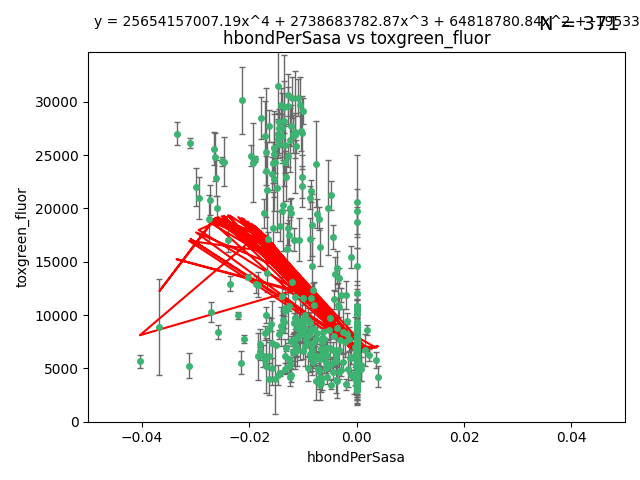 y = 25654157007.19x^4 + 2738683782.87x^3 + 64818780.84x^2 + -19533
N = 371
hbondPerSasa vs toxgreen_fluor
30000
25000
20000
15000
10000
5000
0
toxgreen_fluor
−0.04 −0.02 0.00 0.02 0.04
hbondPerSasa